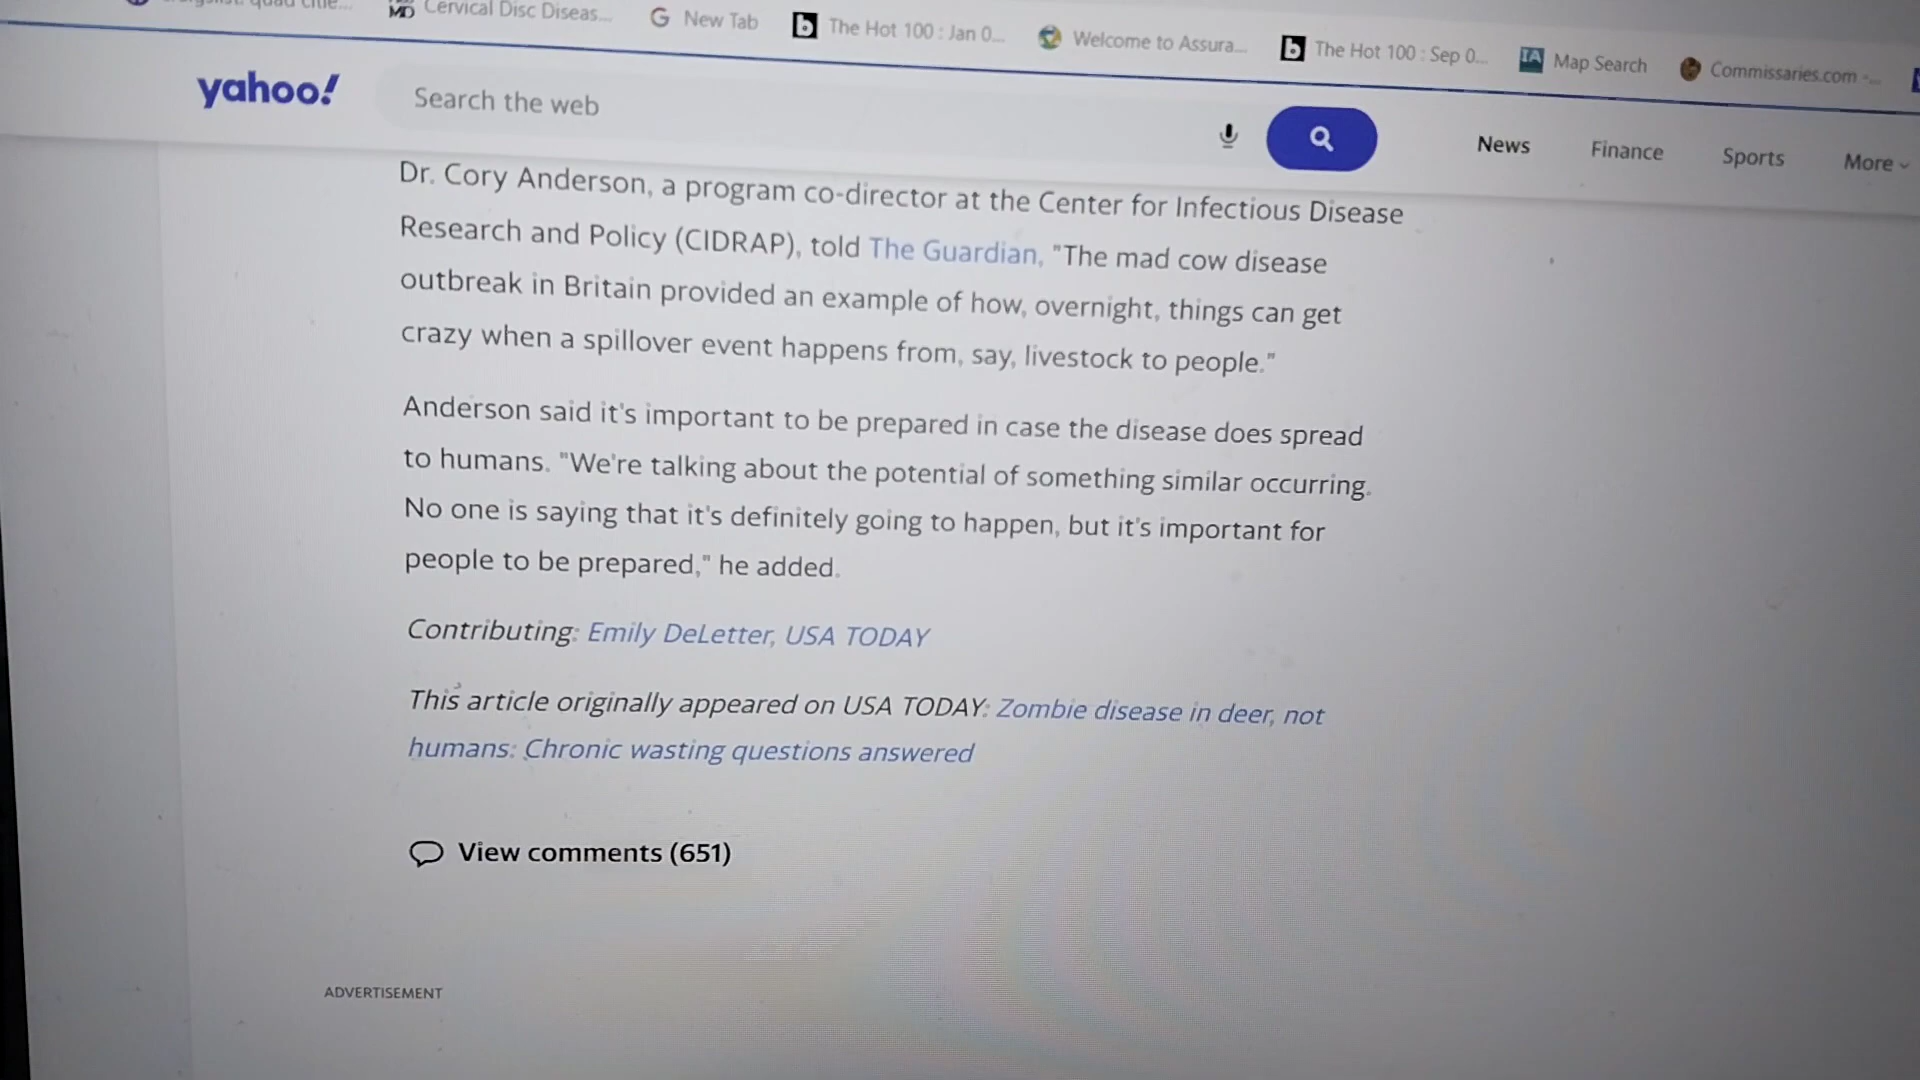 Cervical Disc Diseas...
New Tab
The Hot 100 : Jan 0...
Welcome to Assura...
The Hot 100 : Sep 0...
Map Search
Commissaries.com -...
yahoo!
Search the web
News
Finance
Sports
More
Dr. Cory Anderson, a program co-director at the Center for Infectious Disease
Research and Policy (CIDRAP), told The Guardian, "The mad cow disease
outbreak in Britain provided an example of how, overnight, things can get
crazy when a spillover event happens from, say, livestock to people."
Anderson said it's important to be prepared in case the disease does spread
to humans. "We're talking about the potential of something similar occurring.
No one is saying that it's definitely going to happen, but it's important for
people to be prepared," he added.
Contributing: Emily DeLetter, USA TODAY
This article originally appeared on USA TODAY: Zombie disease in deer, not
humans: Chronic wasting questions answered
View comments (651)
ADVERTISEMENT